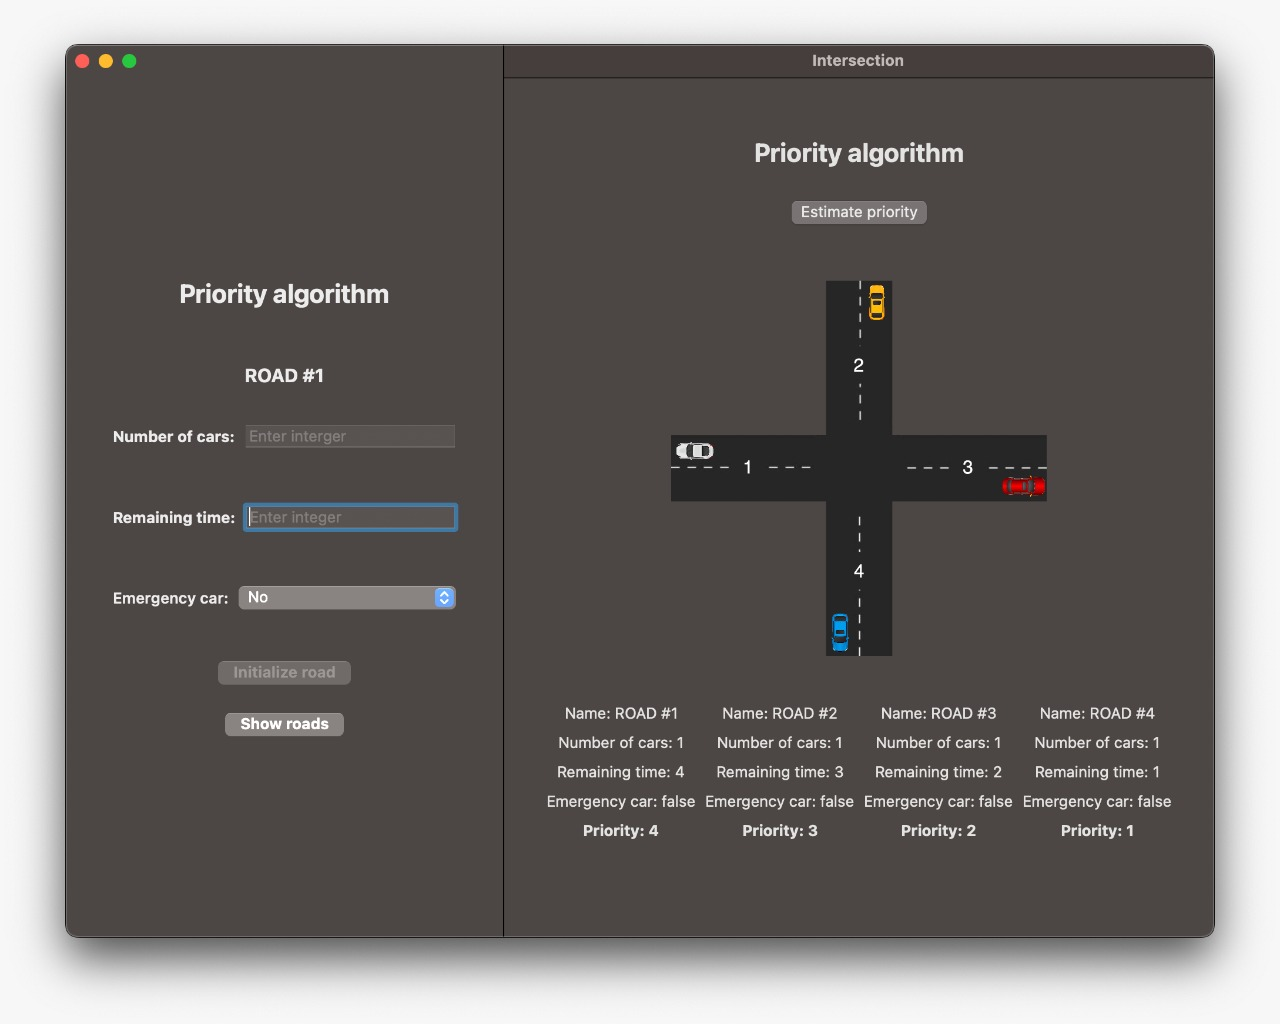 Intersection
Priority algorithm
ROAD #1
Number of cars: Enter interger
Remaining time: Enter integer
Emergency car: No
Initialize road
Show roads
Priority algorithm
Estimate priority
2
1 3
4
Name: ROAD #1 Name: ROAD #2 Name: ROAD #3 Name: ROAD #4
Number of cars: 1 Number of cars: 1 Number of cars: 1 Number of cars: 1
Remaining time: 4 Remaining time: 3 Remaining time: 2 Remaining time: 1
Emergency car: false Emergency car: false Emergency car: false Emergency car: false
Priority: 4 Priority: 3 Priority: 2 Priority: 1